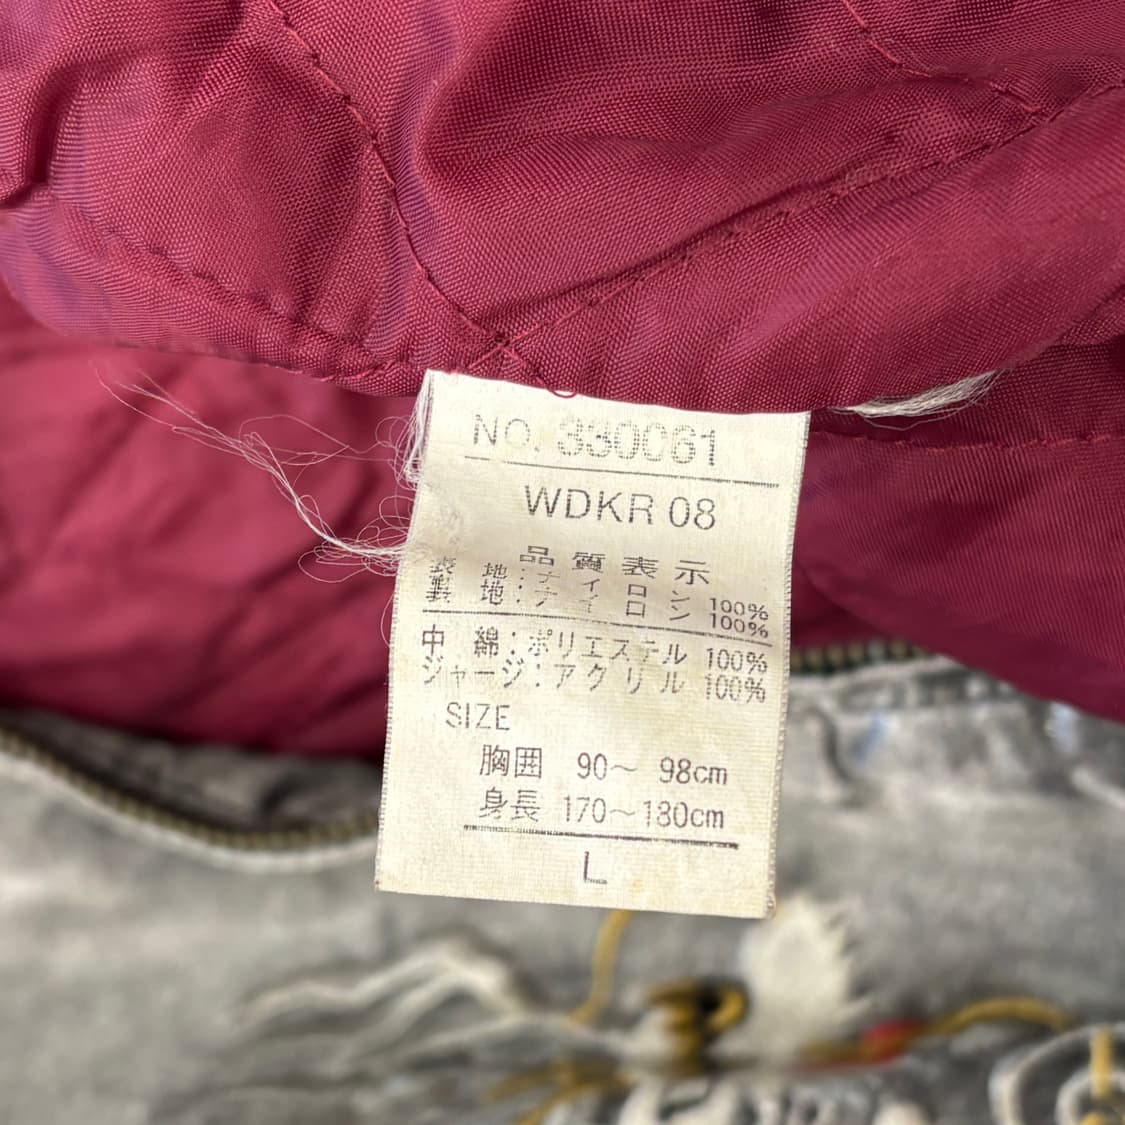 NO. 330061
WDKR 08
品質表示
表 地:ナイロン 100%
裏 地:ナイロン 100%
中 綿:ポリエステル 100%
ジャージ:アクリル 100%
SIZE
胸囲 90～ 98cm
身長 170～180cm
L